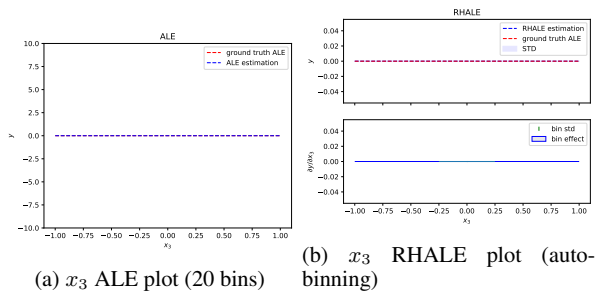 ALE
10.0
7.5
5.0
2.5
0.0
−2.5
−5.0
−7.5
−10.0
y
ground truth ALE
ALE estimation
−1.00 −0.75 −0.50 −0.25 0.00 0.25 0.50 0.75 1.00
x₃
(a) x₃ ALE plot (20 bins)
RHALE
0.04
0.02
0.00
−0.02
−0.04
y
RHALE estimation
ground truth ALE
STD
0.04
0.02
0.00
−0.02
−0.04
∂y/∂x₃
bin std
bin effect
−1.00 −0.75 −0.50 −0.25 0.00 0.25 0.50 0.75 1.00
x₃
(b) x₃ RHALE plot (auto-
binning)